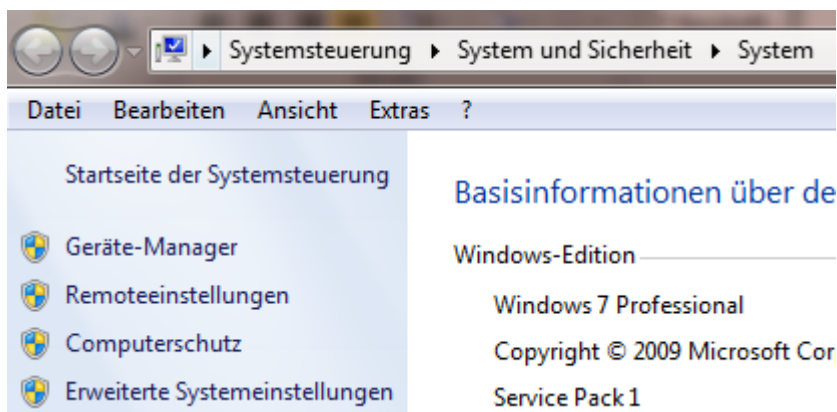 Systemsteuerung System und Sicherheit System
Datei Bearbeiten Ansicht Extras ?
Startseite der Systemsteuerung
Geräte-Manager
Remoteeinstellungen
Computerschutz
Erweiterte Systemeinstellungen
Basisinformationen über de
Windows-Edition
Windows 7 Professional
Copyright © 2009 Microsoft Cor
Service Pack 1